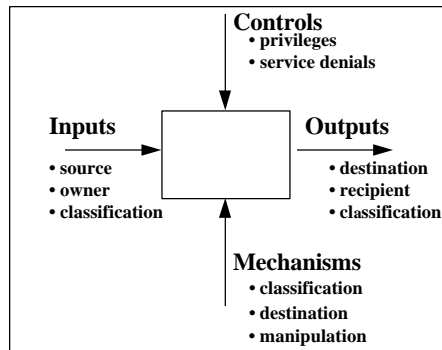 Controls
• privileges
• service denials
Inputs
• source
• owner
• classification
Outputs
• destination
• recipient
• classification
Mechanisms
• classification
• destination
• manipulation